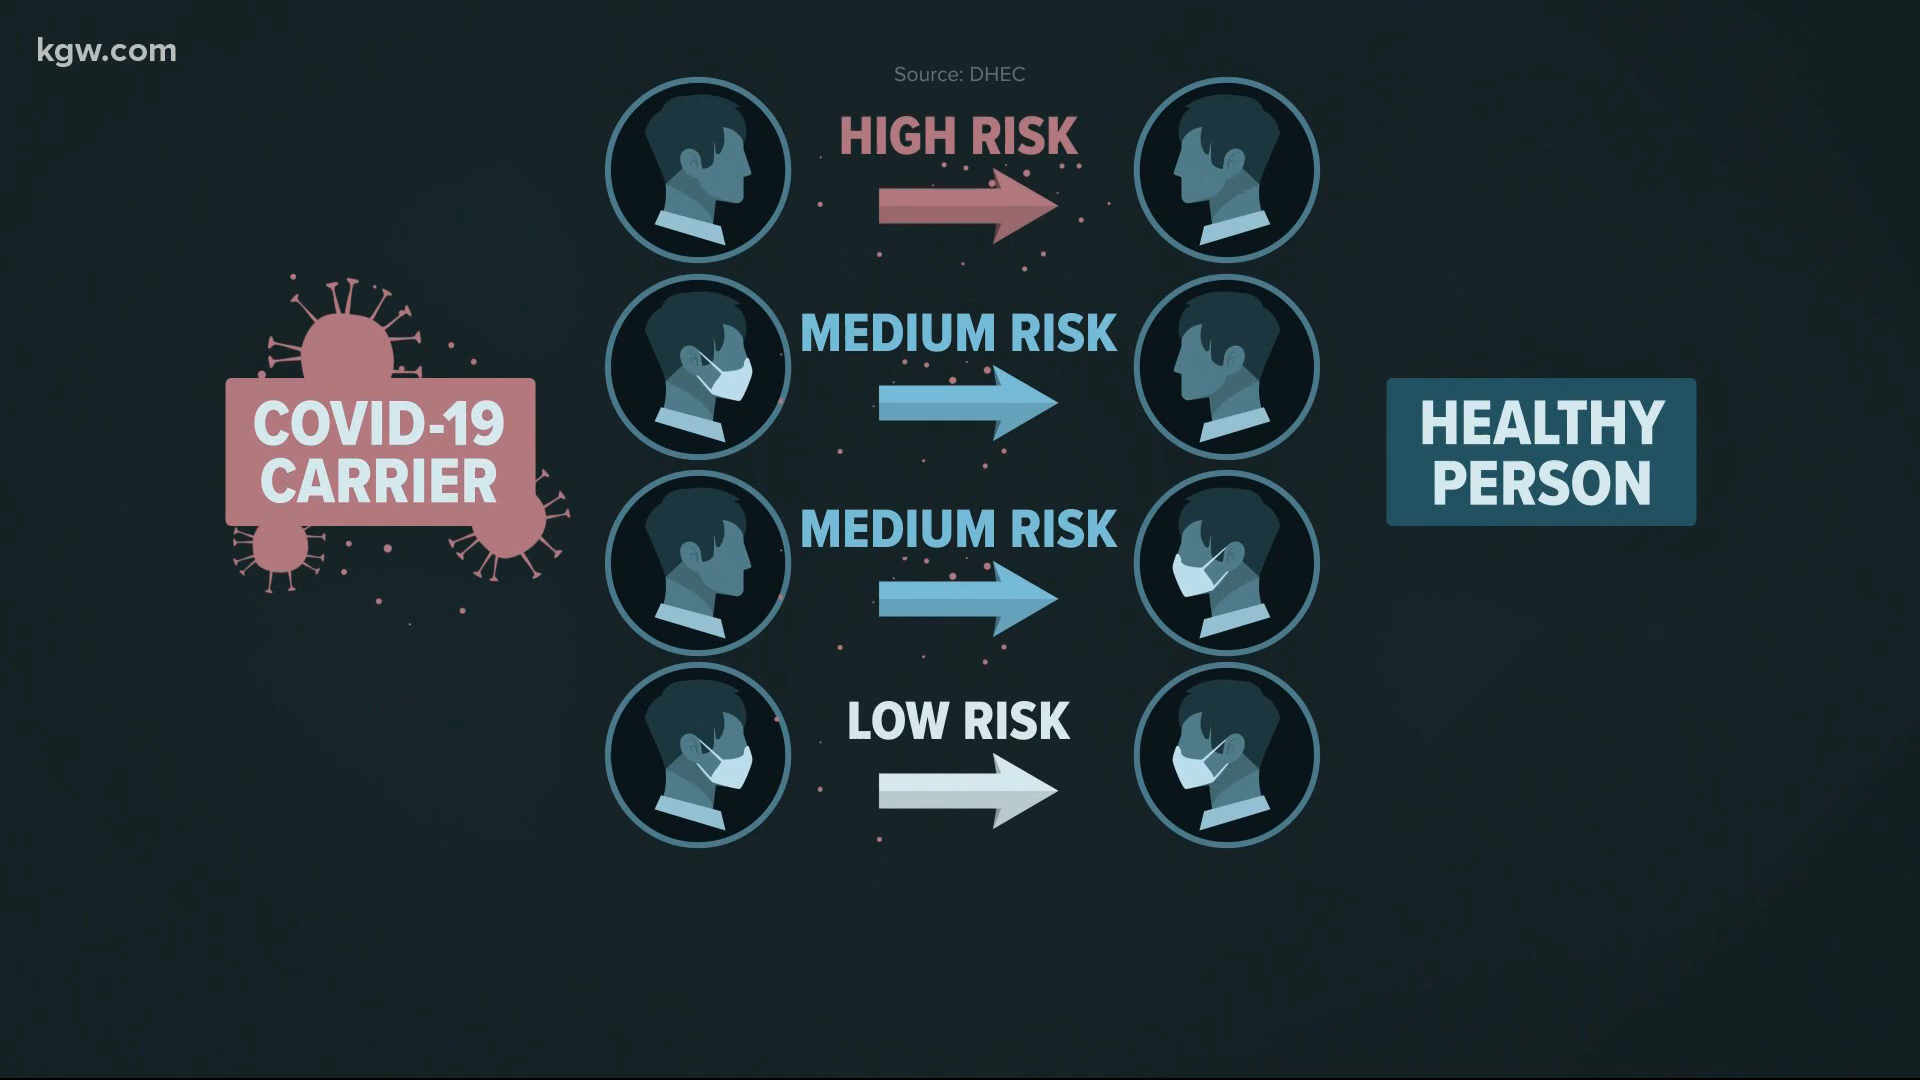 kgw.com
Source: DHEC
HIGH RISK
MEDIUM RISK
COVID-19
CARRIER
HEALTHY
PERSON
MEDIUM RISK
LOW RISK